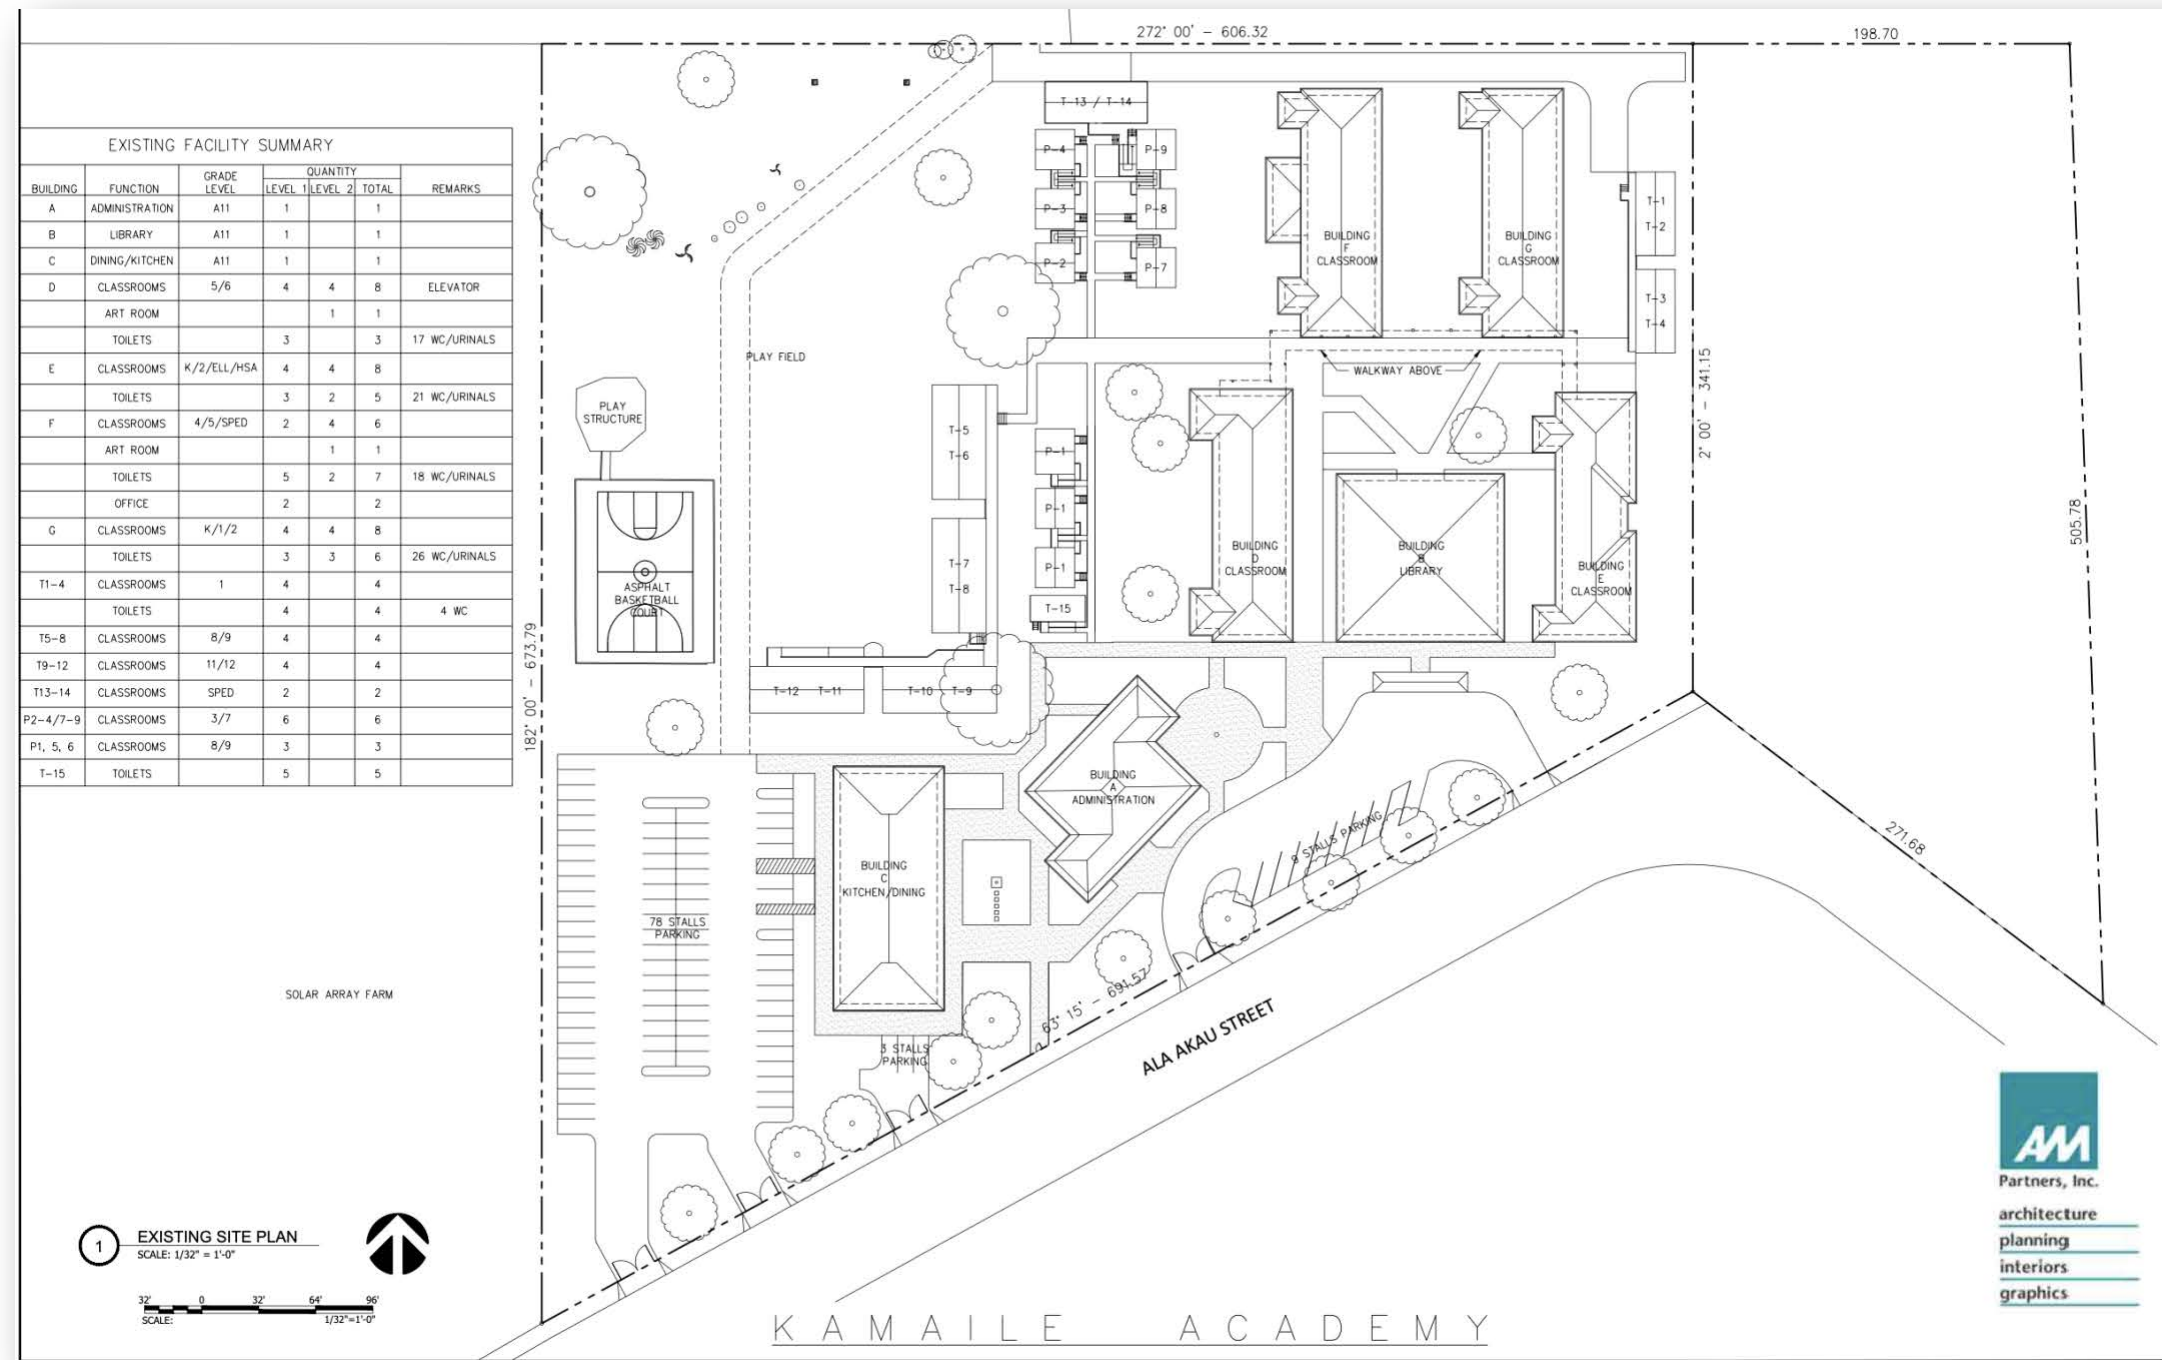 272° 00' - 606.32
198.70
EXISTING FACILITY SUMMARY
BUILDING FUNCTION GRADE LEVEL QUANTITY LEVEL 1 LEVEL 2 TOTAL REMARKS
A ADMINISTRATION A11 1 1
B LIBRARY A11 1 1
C DINING/KITCHEN A11 1 1
D CLASSROOMS 5/6 4 4 8 ELEVATOR
ART ROOM 1 1
TOILETS 3 3 17 WC/URINALS
E CLASSROOMS K/2/ELL/HSA 4 4 8
TOILETS 3 2 5 21 WC/URINALS
F CLASSROOMS 4/5/SPED 2 4 6
ART ROOM 1 1
TOILETS 5 2 7 18 WC/URINALS
OFFICE 2 2
G CLASSROOMS K/1/2 4 4 8
TOILETS 3 3 6 26 WC/URINALS
T1-4 CLASSROOMS 1 4 4
TOILETS 4 4 4 WC
T5-8 CLASSROOMS 8/9 4 4
T9-12 CLASSROOMS 11/12 4 4
T13-14 CLASSROOMS SPED 2 2
P2-4/7-9 CLASSROOMS 3/7 6 6
P1, 5, 6 CLASSROOMS 8/9 3 3
T-15 TOILETS 5 5
T-13 / T-14
P-4
P-9
P-3
P-8
P-2
P-7
BUILDING
F
CLASSROOM
BUILDING
G
CLASSROOM
T-1
T-2
T-3
T-4
PLAY FIELD
WALKWAY ABOVE
2° 00' - 341.15
505.78
PLAY
STRUCTURE
T-5
T-6
P-1
P-1
P-1
T-7
T-8
T-15
ASPHALT
BASKETBALL
COURT
BUILDING
D
CLASSROOM
BUILDING
B
LIBRARY
BUILDING
E
CLASSROOM
182° 00' - 673.79
T-12
T-11
T-10
T-9
BUILDING
A
ADMINISTRATION
271.68
9 STALLS PARKING
BUILDING
C
KITCHEN/DINING
78 STALLS
PARKING
SOLAR ARRAY FARM
3 STALLS
PARKING
63° 15' - 691.57
ALA AKAU STREET
1
EXISTING SITE PLAN
SCALE: 1/32" = 1'-0"
32' 0 32' 64' 96'
SCALE: 1/32"=1'-0"
KAMAILE ACADEMY
AM
Partners, Inc.
architecture
planning
interiors
graphics